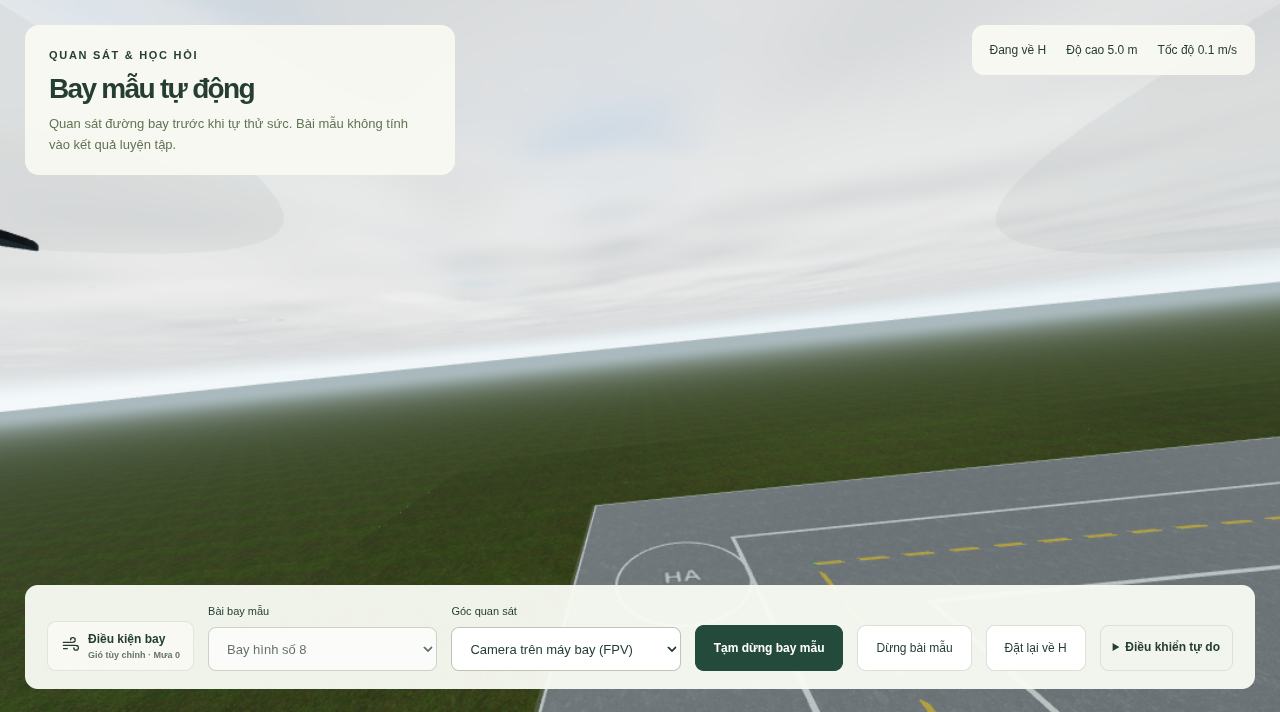 QUAN SÁT & HỌC HỎI
Bay mẫu tự động
Quan sát đường bay trước khi tự thử sức. Bài mẫu không tính
vào kết quả luyện tập.
Đang về H
Độ cao 5.0 m
Tốc độ 0.1 m/s
HA
Điều kiện bay
Gió tùy chỉnh · Mưa 0
Bài bay mẫu
Bay hình số 8
Góc quan sát
Camera trên máy bay (FPV)
Tạm dừng bay mẫu
Dừng bài mẫu
Đặt lại về H
Điều khiển tự do